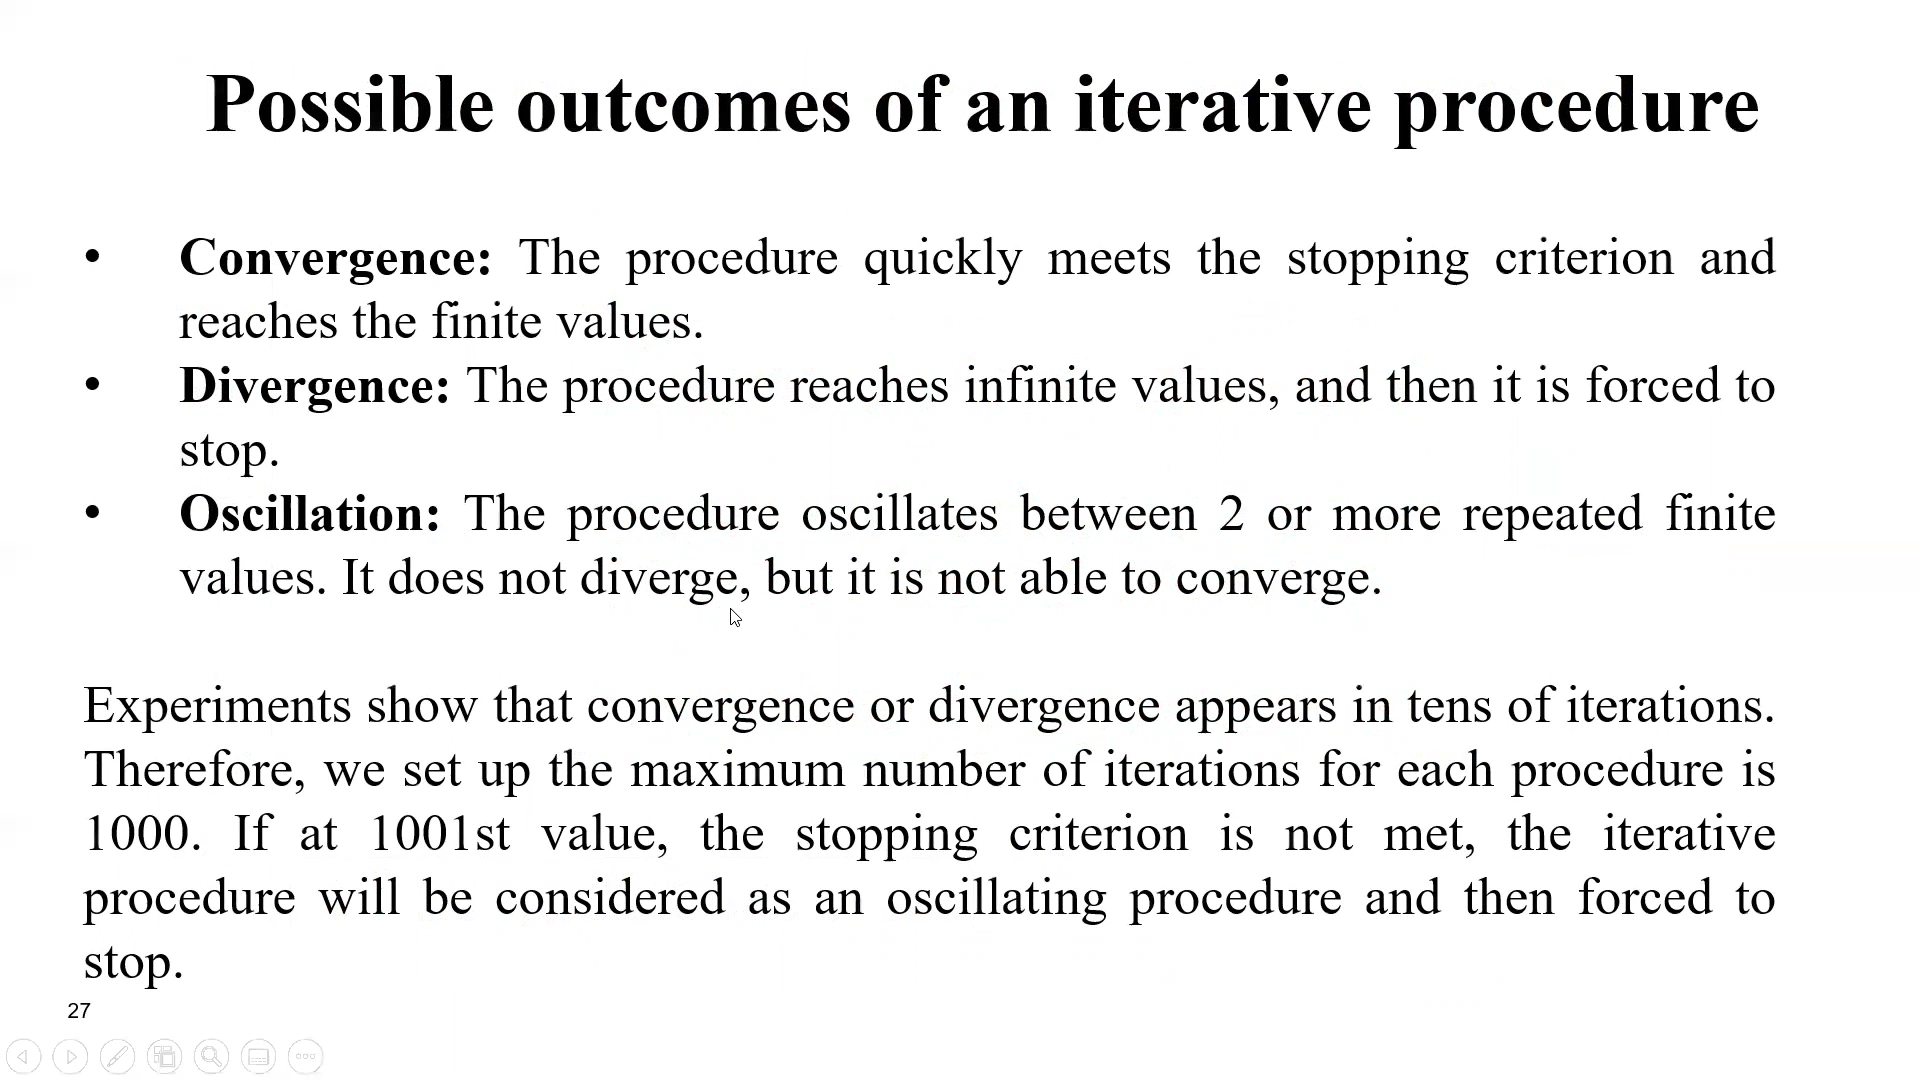 Possible outcomes of an iterative procedure
• Convergence: The procedure quickly meets the stopping criterion and
reaches the finite values.
• Divergence: The procedure reaches infinite values, and then it is forced to
stop.
• Oscillation: The procedure oscillates between 2 or more repeated finite
values. It does not diverge, but it is not able to converge.
Experiments show that convergence or divergence appears in tens of iterations.
Therefore, we set up the maximum number of iterations for each procedure is
1000. If at 1001st value, the stopping criterion is not met, the iterative
procedure will be considered as an oscillating procedure and then forced to
stop.
27